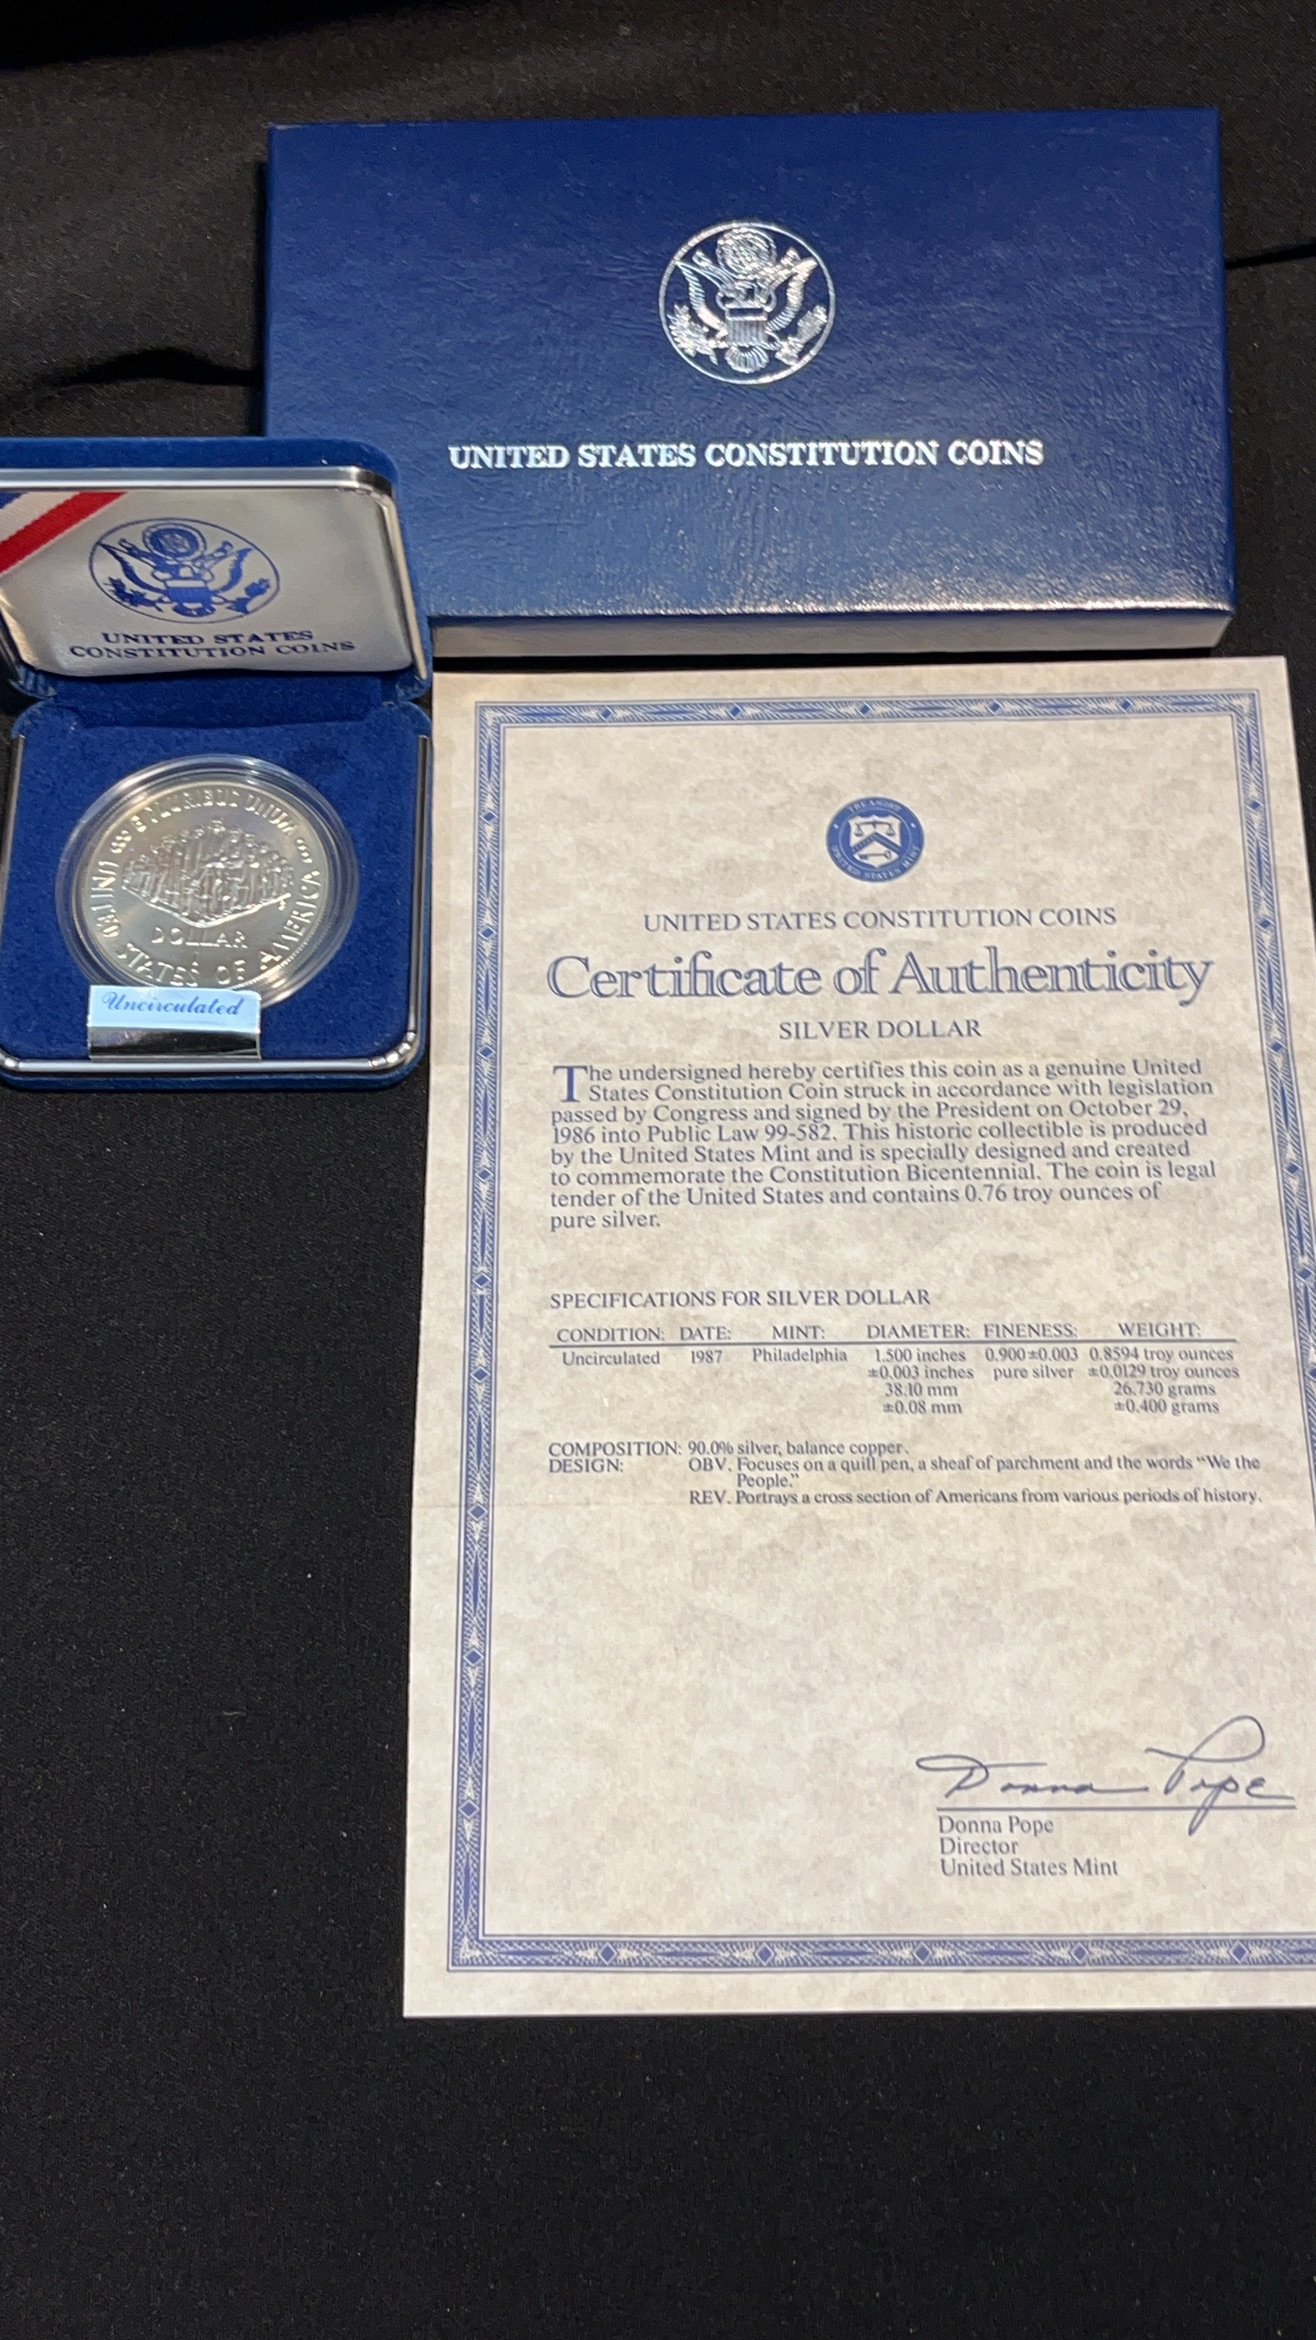 UNITED STATES CONSTITUTION COINS
UNITED STATES
CONSTITUTION COINS
E PLURIBUS UNUM
UNITED STATES OF AMERICA
DOLLAR
Uncirculated
TREASURY
UNITED STATES MINT
UNITED STATES CONSTITUTION COINS
Certificate of Authenticity
SILVER DOLLAR
The undersigned hereby certifies this coin as a genuine United
States Constitution Coin struck in accordance with legislation
passed by Congress and signed by the President on October 29,
1986 into Public Law 99-582. This historic collectible is produced
by the United States Mint and is specially designed and created
to commemorate the Constitution Bicentennial. The coin is legal
tender of the United States and contains 0.76 troy ounces of
pure silver.
SPECIFICATIONS FOR SILVER DOLLAR
CONDITION: DATE: MINT: DIAMETER: FINENESS: WEIGHT:
Uncirculated 1987 Philadelphia 1.500 inches 0.900±0.003 0.8594 troy ounces
±0.003 inches pure silver ±0.0129 troy ounces
38.10 mm 26.730 grams
±0.08 mm ±0.400 grams
COMPOSITION: 90.0% silver, balance copper.
DESIGN: OBV. Focuses on a quill pen, a sheaf of parchment and the words “We the
People.”
REV. Portrays a cross section of Americans from various periods of history.
Donna Pope
Donna Pope
Director
United States Mint